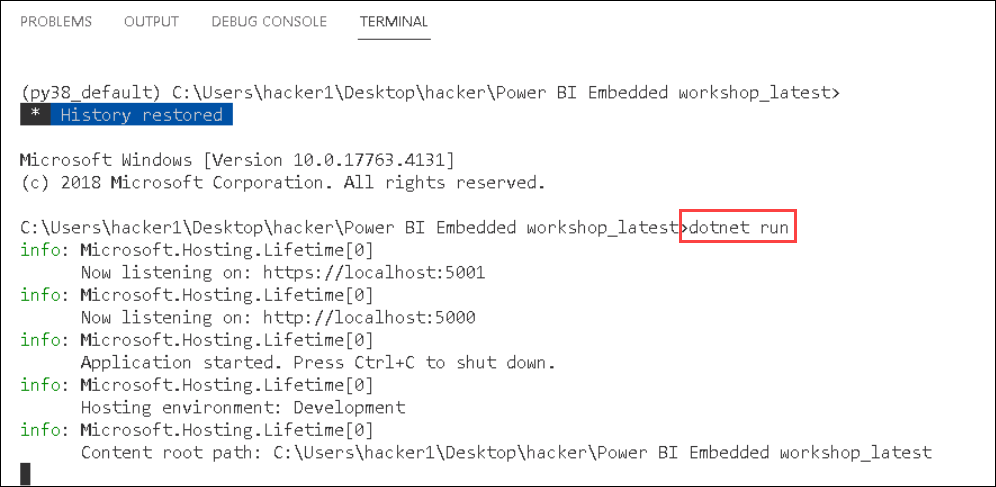 PROBLEMS OUTPUT DEBUG CONSOLE TERMINAL
(py38_default) C:\Users\hacker1\Desktop\hacker\Power BI Embedded workshop_latest>
* History restored
Microsoft Windows [Version 10.0.17763.4131]
(c) 2018 Microsoft Corporation. All rights reserved.
C:\Users\hacker1\Desktop\hacker\Power BI Embedded workshop_latest>dotnet run
info: Microsoft.Hosting.Lifetime[0]
Now listening on: https://localhost:5001
info: Microsoft.Hosting.Lifetime[0]
Now listening on: http://localhost:5000
info: Microsoft.Hosting.Lifetime[0]
Application started. Press Ctrl+C to shut down.
info: Microsoft.Hosting.Lifetime[0]
Hosting environment: Development
info: Microsoft.Hosting.Lifetime[0]
Content root path: C:\Users\hacker1\Desktop\hacker\Power BI Embedded workshop_latest